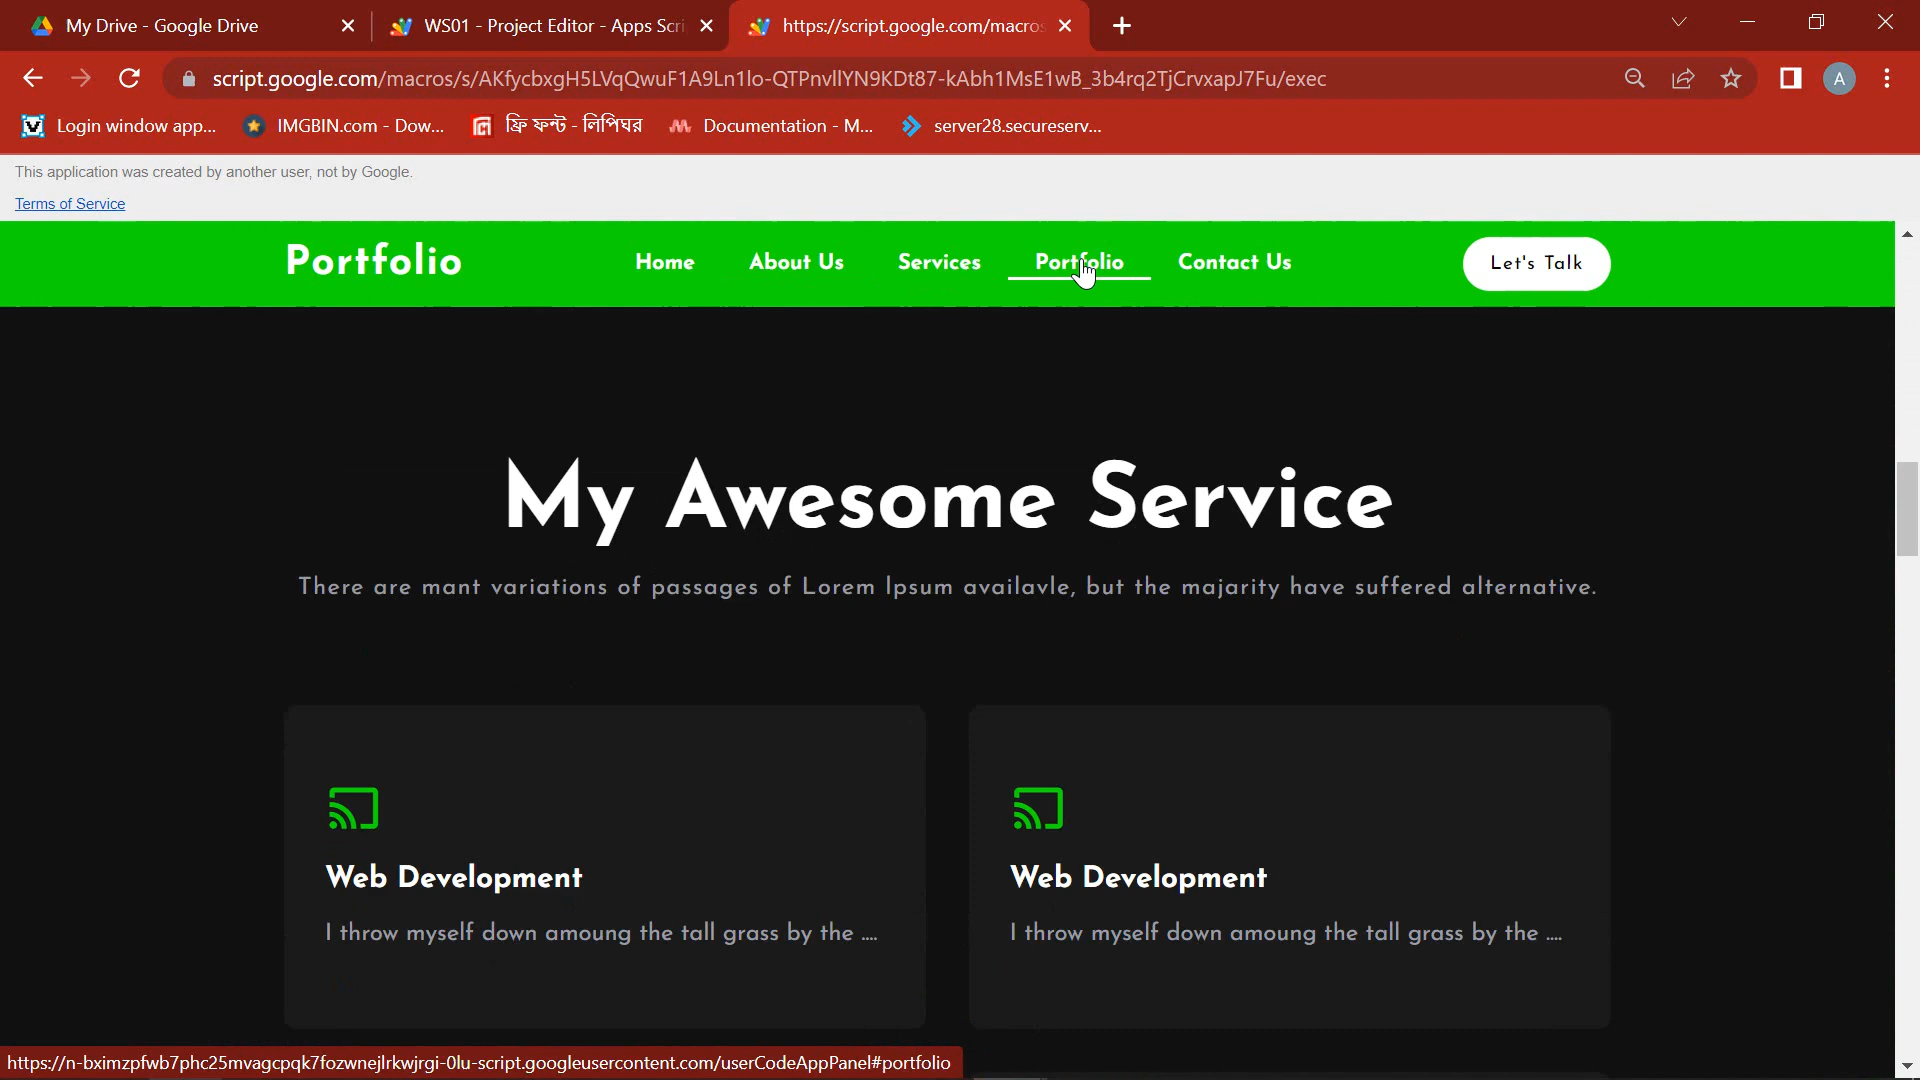 My Drive - Google Drive
WS01 - Project Editor - Apps Scri
https://script.google.com/macros
script.google.com/macros/s/AKfycbxgH5LVqQwuF1A9Ln1lo-QTPnvllYN9KDt87-kAbh1MsE1wB_3b4rq2TjCrvxapJ7Fu/exec
A
Login window app...
IMGBIN.com - Dow...
ফ্রি ফন্ট - লিপিঘর
Documentation - M...
server28.secureserv...
This application was created by another user, not by Google.
Terms of Service
Portfolio
Home
About Us
Services
Portfolio
Contact Us
Let's Talk
My Awesome Service
There are mant variations of passages of Lorem Ipsum availavle, but the majarity have suffered alternative.
Web Development
I throw myself down amoung the tall grass by the ....
Web Development
I throw myself down amoung the tall grass by the ....
https://n-bximzpfwb7phc25mvagcpqk7fozwnejlrkwjrgi-0lu-script.googleusercontent.com/userCodeAppPanel#portfolio